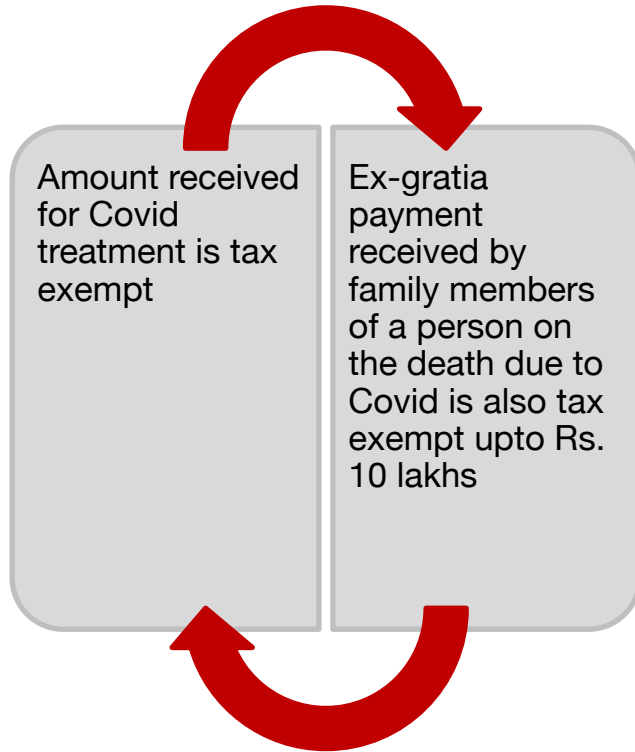 Amount received
for Covid
treatment is tax
exempt
Ex-gratia
payment
received by
family members
of a person on
the death due to
Covid is also tax
exempt upto Rs.
10 lakhs